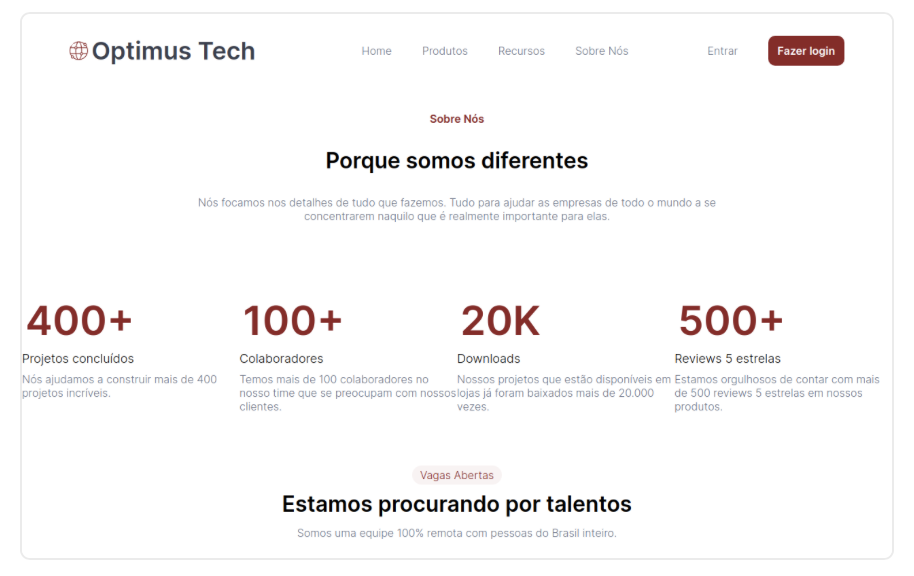 Optimus Tech
Home Produtos Recursos Sobre Nós Entrar Fazer login
Sobre Nós
Porque somos diferentes
Nós focamos nos detalhes de tudo que fazemos. Tudo para ajudar as empresas de todo o mundo a se
concentrarem naquilo que é realmente importante para elas.
400+
Projetos concluídos
Nós ajudamos a construir mais de 400
projetos incríveis.
100+
Colaboradores
Temos mais de 100 colaboradores no
nosso time que se preocupam com nossos
clientes.
20K
Downloads
Nossos projetos que estão disponíveis em
lojas já foram baixados mais de 20.000
vezes.
500+
Reviews 5 estrelas
Estamos orgulhosos de contar com mais
de 500 reviews 5 estrelas em nossos
produtos.
Vagas Abertas
Estamos procurando por talentos
Somos uma equipe 100% remota com pessoas do Brasil inteiro.